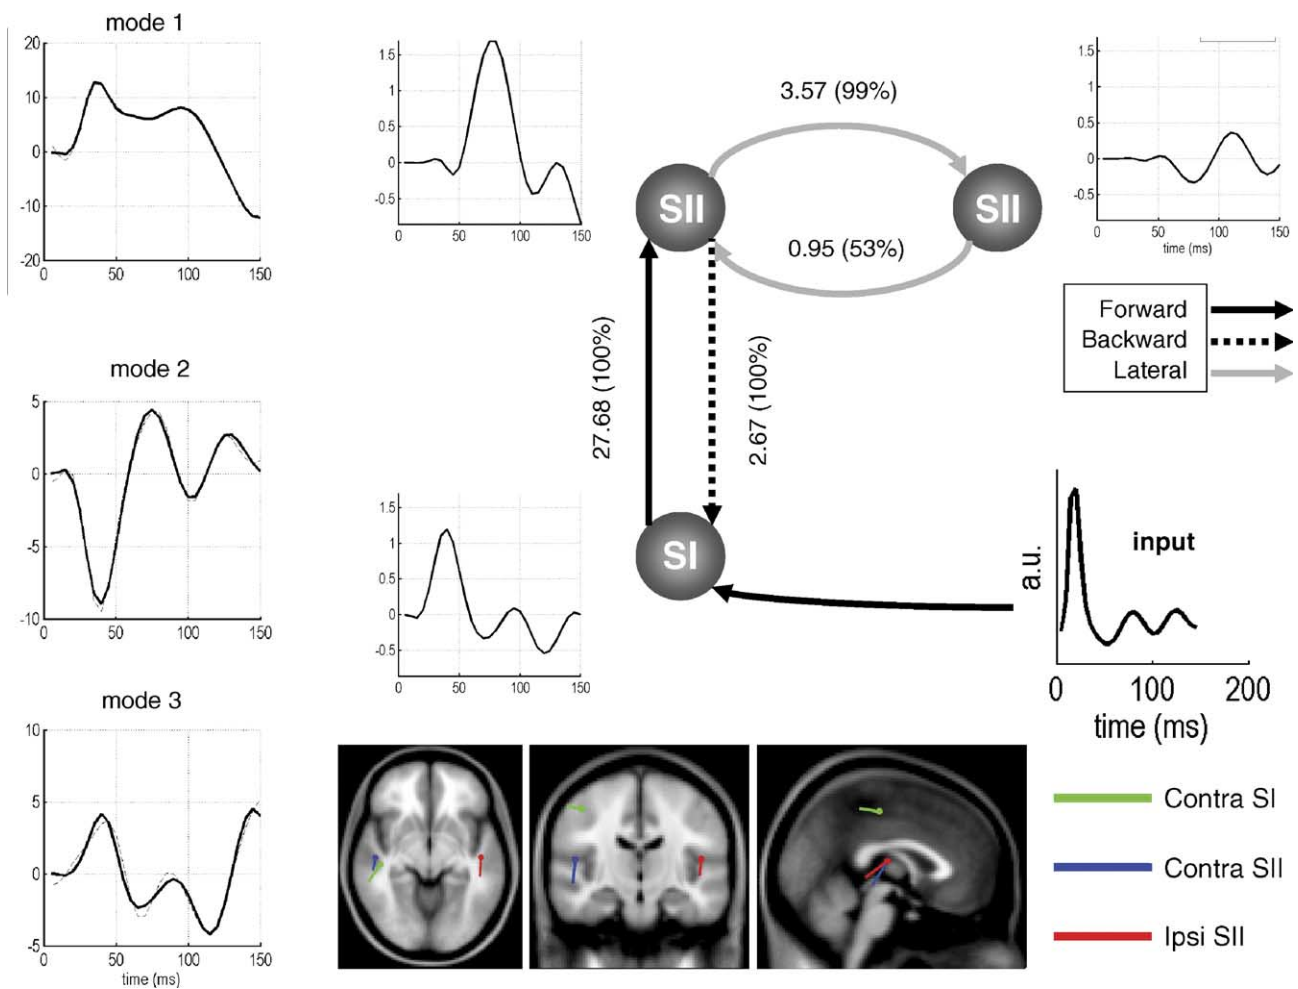 mode 1
20
10
0
-10
-20
0 50 100 150
mode 2
5
0
-5
-10
0 50 100 150
mode 3
10
5
0
-5
0 50 100 150
time (ms)
1.5
1
0.5
0
-0.5
0 50 100 150
1.5
1
0.5
0
-0.5
0 50 100 150
3.57 (99%)
SII
SII
0.95 (53%)
27.68 (100%)
2.67 (100%)
SI
1.5
1
0.5
0
-0.5
0 50 100 150
time (ms)
Forward
Backward
Lateral
a.u.
input
0 100 200
time (ms)
Contra SI
Contra SII
Ipsi SII